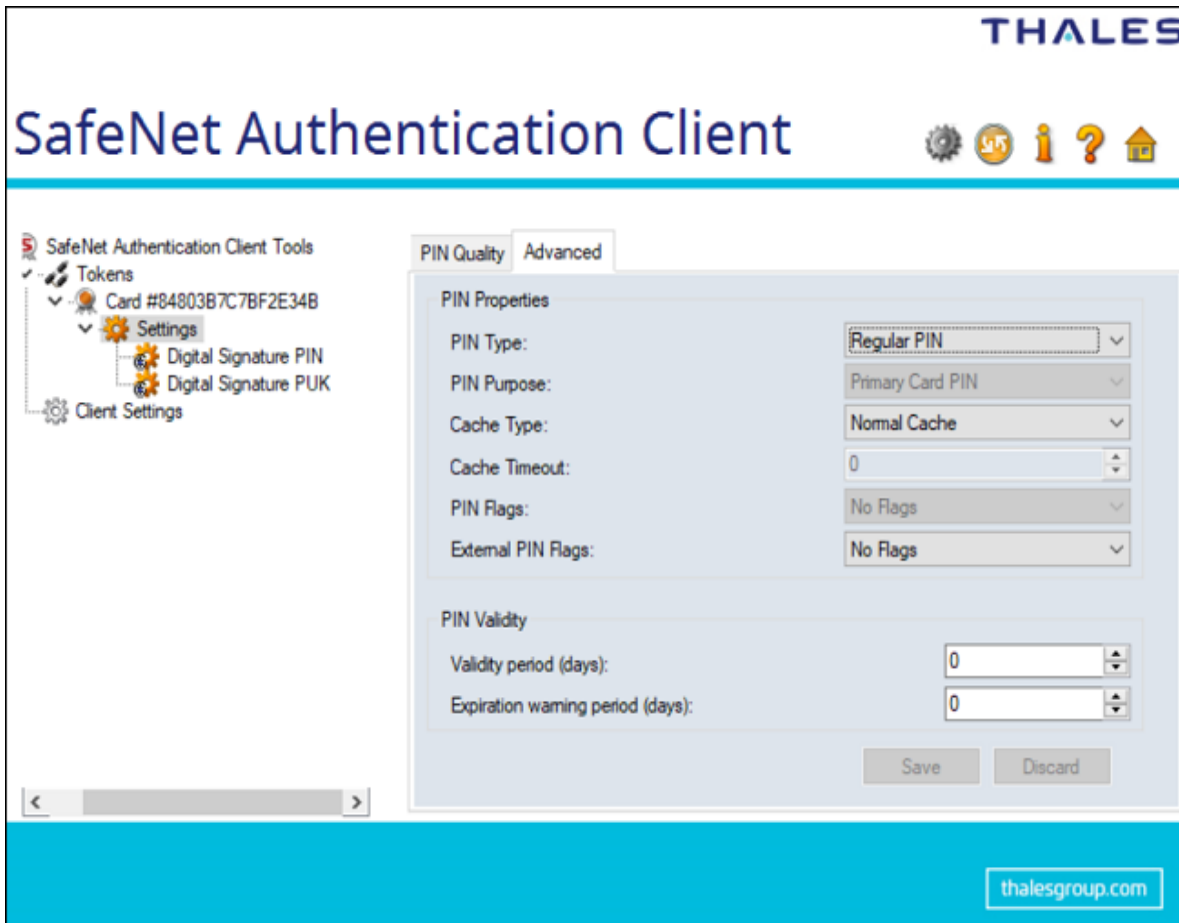 THALES
SafeNet Authentication Client
SafeNet Authentication Client Tools
Tokens
Card #84803B7C7BF2E34B
Settings
Digital Signature PIN
Digital Signature PUK
Client Settings
PIN Quality Advanced
PIN Properties
PIN Type: Regular PIN
PIN Purpose: Primary Card PIN
Cache Type: Normal Cache
Cache Timeout: 0
PIN Flags: No Flags
External PIN Flags: No Flags
PIN Validity
Validity period (days): 0
Expiration warning period (days): 0
Save Discard
thalesgroup.com